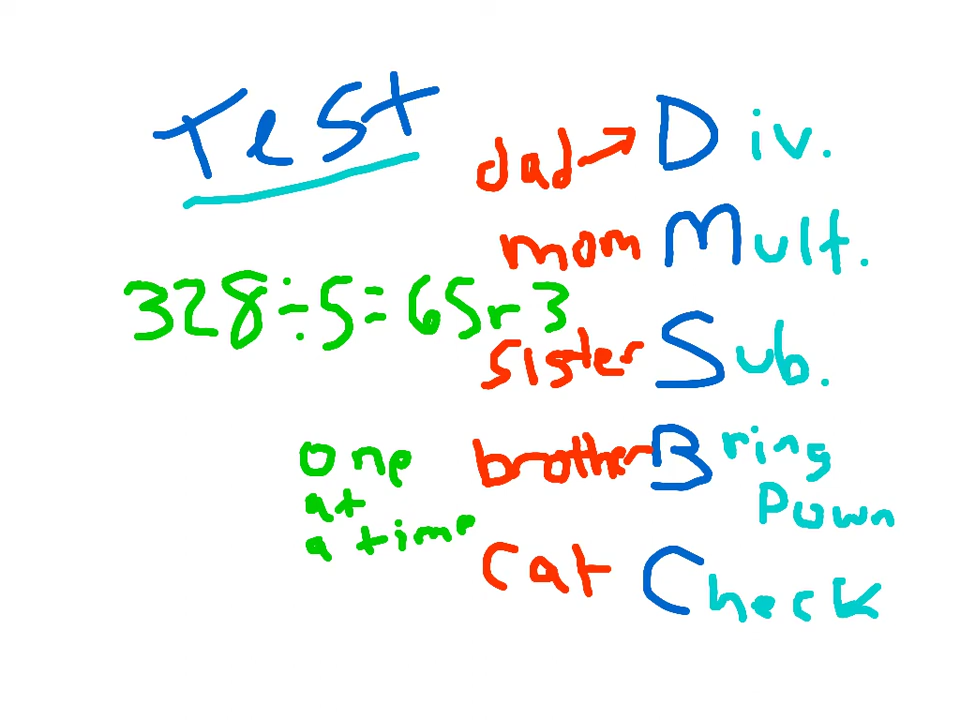 Test
dad → Div.
mom Mult.
328÷5=65r3
sister Sub.
brother Bring
Down
one
at
a time
cat Check